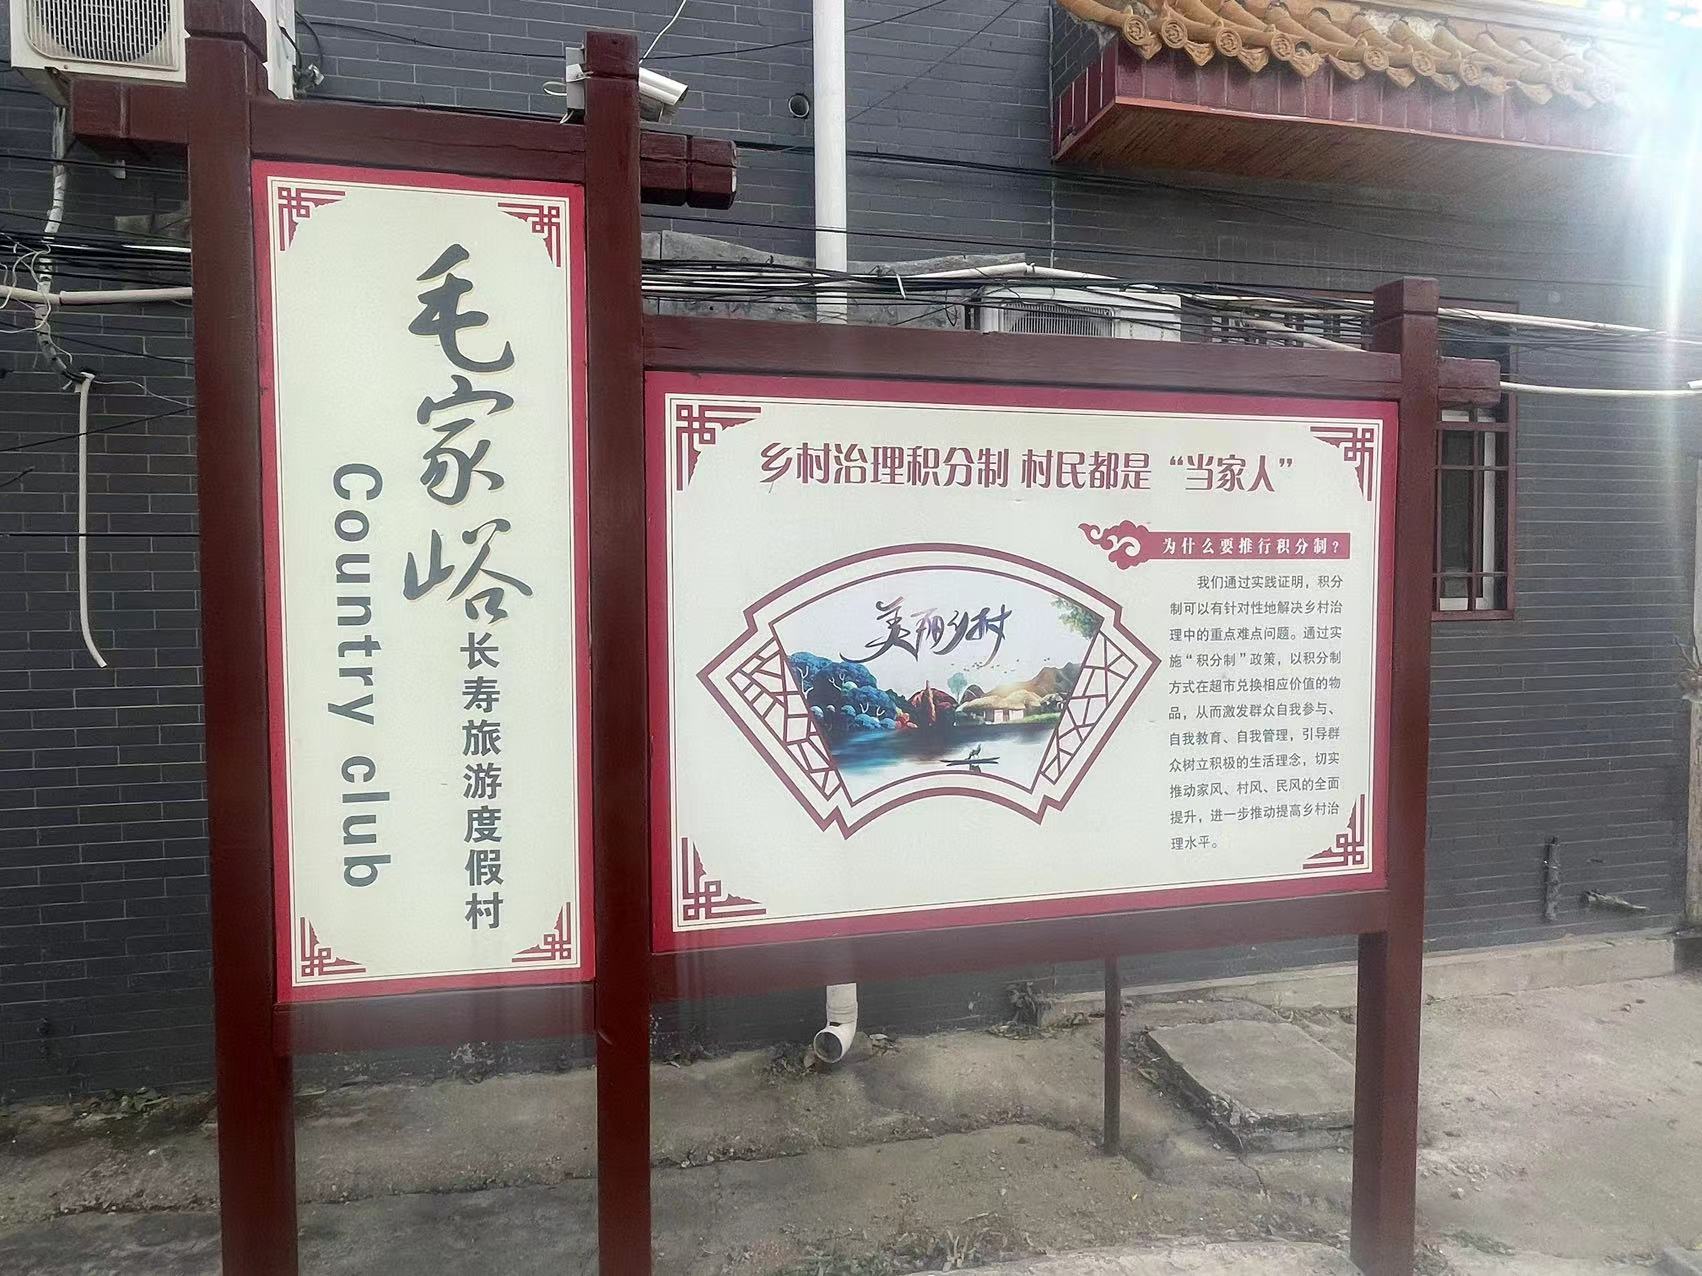 毛家峪
长寿旅游度假村
Country club
乡村治理积分制 村民都是“当家人”
为什么要推行积分制？
美丽乡村
我们通过实践证明，积分
制可以有针对性地解决乡村治
理中的重点难点问题。通过实
施“积分制”政策，以积分制
方式在超市兑换相应价值的物
品，从而激发群众自我参与、
自我教育、自我管理，引导群
众树立积极的生活理念，切实
推动家风、村风、民风的全面
提升，进一步推动提高乡村治
理水平。